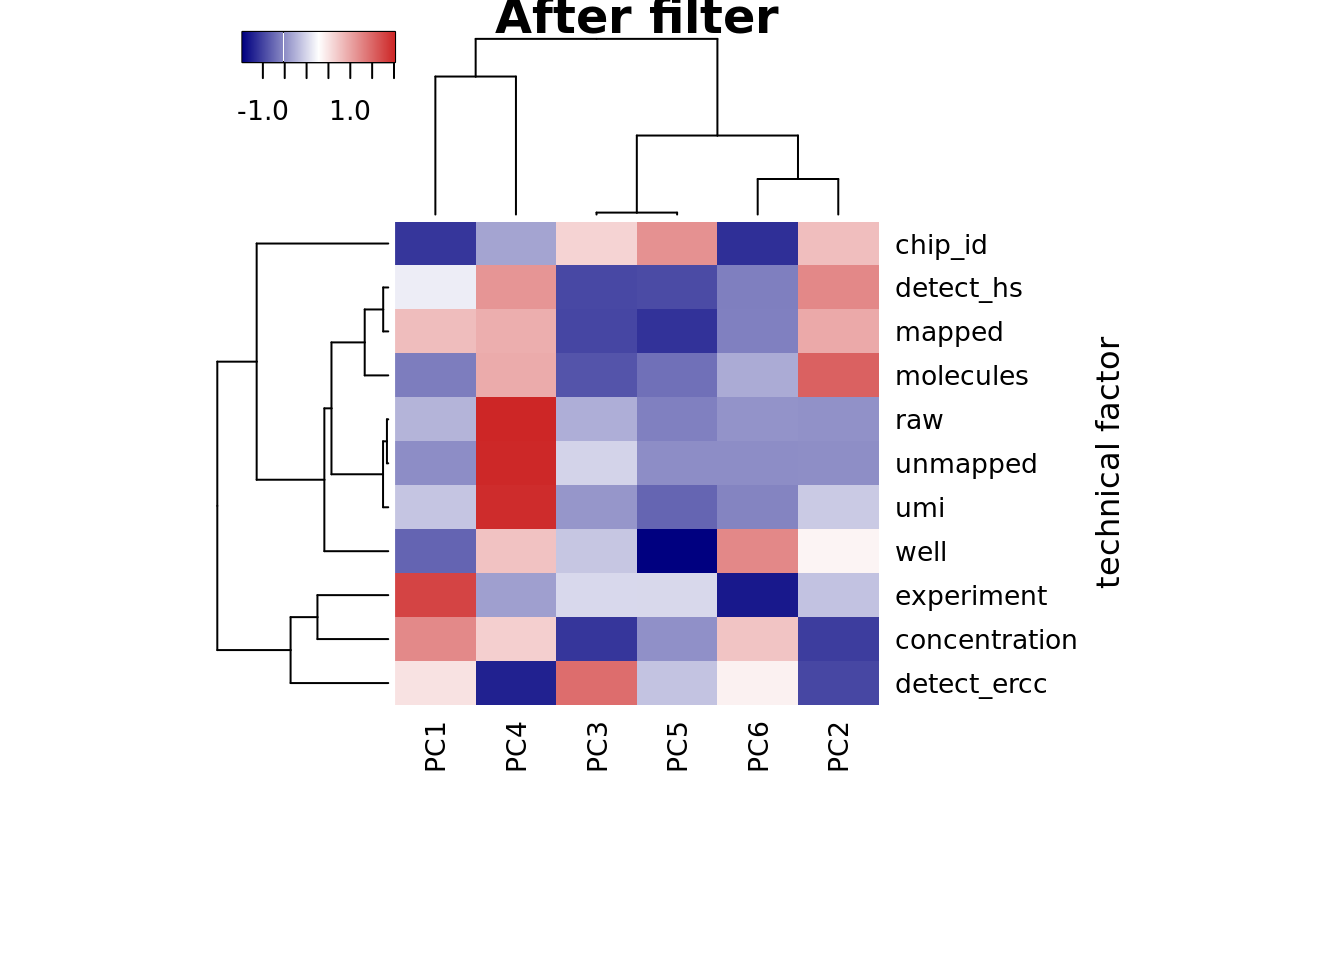 After filter
-1.0 1.0
chip_id
detect_hs
mapped
molecules
raw
unmapped
umi
well
experiment
concentration
detect_ercc
technical factor
PC1 PC4 PC3 PC5 PC6 PC2